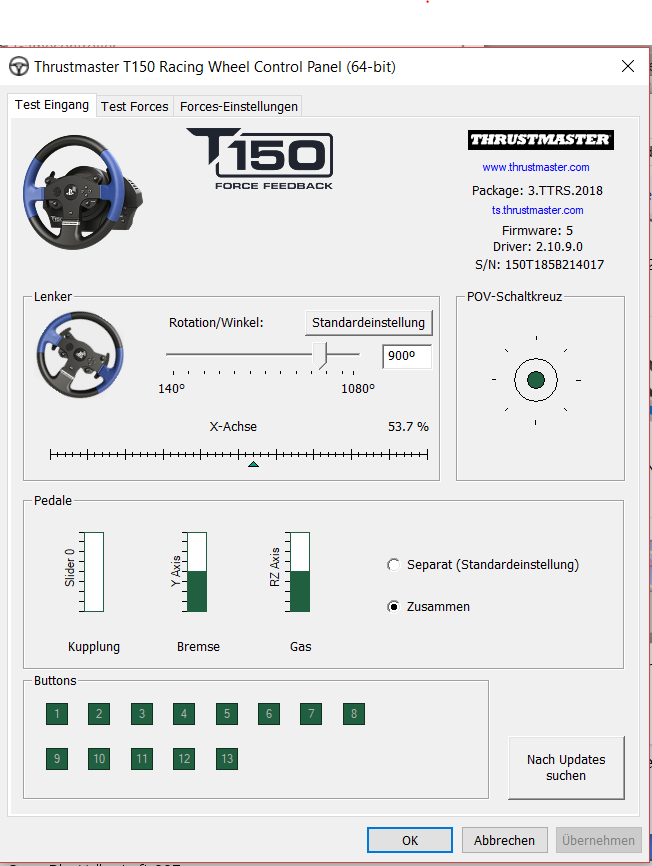 Thrustmaster T150 Racing Wheel Control Panel (64-bit)
Test Eingang
Test Forces
Forces-Einstellungen
T150
FORCE FEEDBACK
THRUSTMASTER
www.thrustmaster.com
Package: 3.TTRS.2018
ts.thrustmaster.com
Firmware: 5
Driver: 2.10.9.0
S/N: 150T185B214017
Lenker
Rotation/Winkel:
Standardeinstellung
900º
140º
1080º
X-Achse
53.7 %
POV-Schaltkreuz
Pedale
Slider 0
Y Axis
RZ Axis
Kupplung
Bremse
Gas
Separat (Standardeinstellung)
Zusammen
Buttons
1 2 3 4 5 6 7 8
9 10 11 12 13
Nach Updates
suchen
OK
Abbrechen
Übernehmen